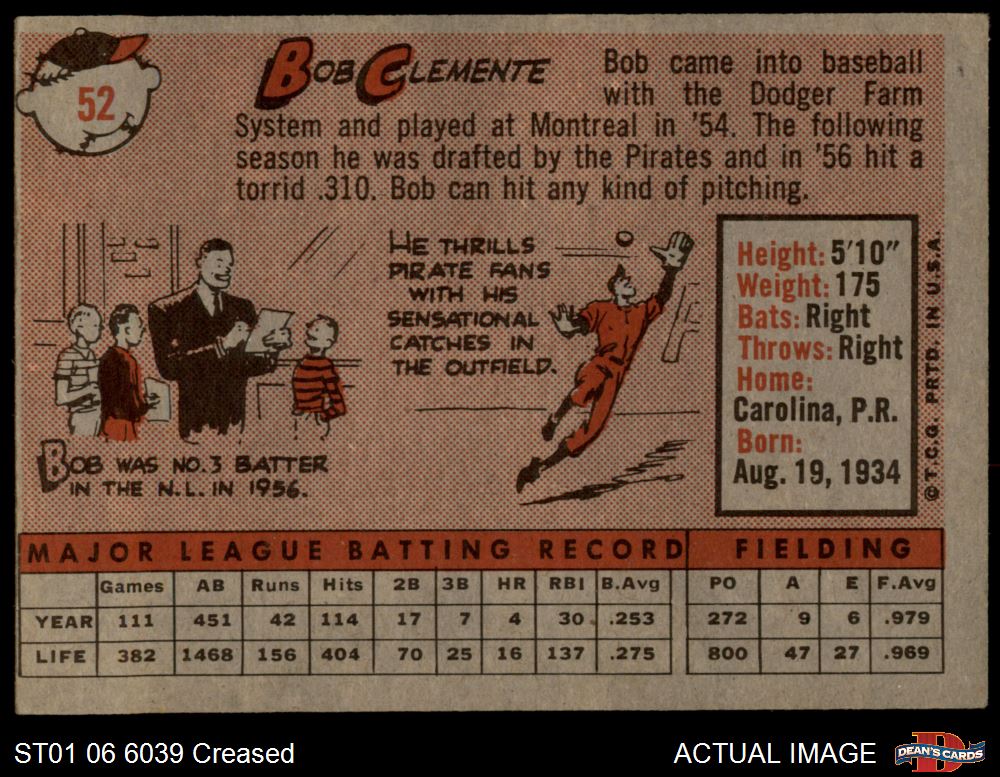 52
BOB CLEMENTE
Bob came into baseball
with the Dodger Farm
System and played at Montreal in '54. The following
season he was drafted by the Pirates and in '56 hit a
torrid .310. Bob can hit any kind of pitching.
HE THRILLS
PIRATE FANS
WITH HIS
SENSATIONAL
CATCHES IN
THE OUTFIELD.
BOB WAS NO.3 BATTER
IN THE N.L. IN 1956.
Height: 5'10"
Weight: 175
Bats: Right
Throws: Right
Home:
Carolina, P.R.
Born:
Aug. 19, 1934
© T.C.G. PRTD. IN U.S.A.
MAJOR LEAGUE BATTING RECORD FIELDING
Games AB Runs Hits 2B 3B HR RBI B.Avg PO A E F.Avg
YEAR 111 451 42 114 17 7 4 30 .253 272 9 6 .979
LIFE 382 1468 156 404 70 25 16 137 .275 800 47 27 .969
ST01 06 6039 Creased ACTUAL IMAGE DEAN'S CARDS